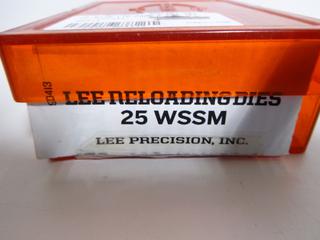 LEE RELOADING DIES
25 WSSM
LEE PRECISION, INC.